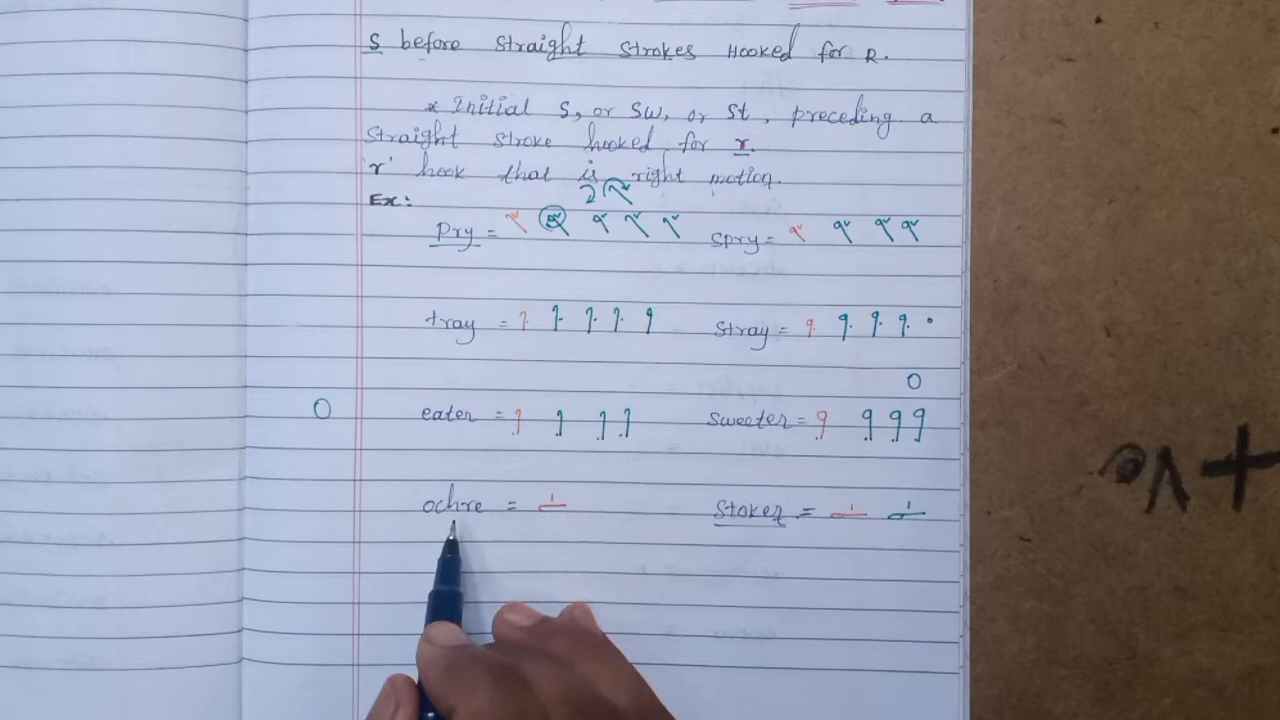 S before Straight Strokes Hooked for R.
* Initial S, or SW, or St, preceding a
straight stroke hooked for r.
'r' hook that is right motion.
Ex:
Pry =
Spry =
tray =
Stray =
eater =
Sweeter =
ochre =
Stoker =